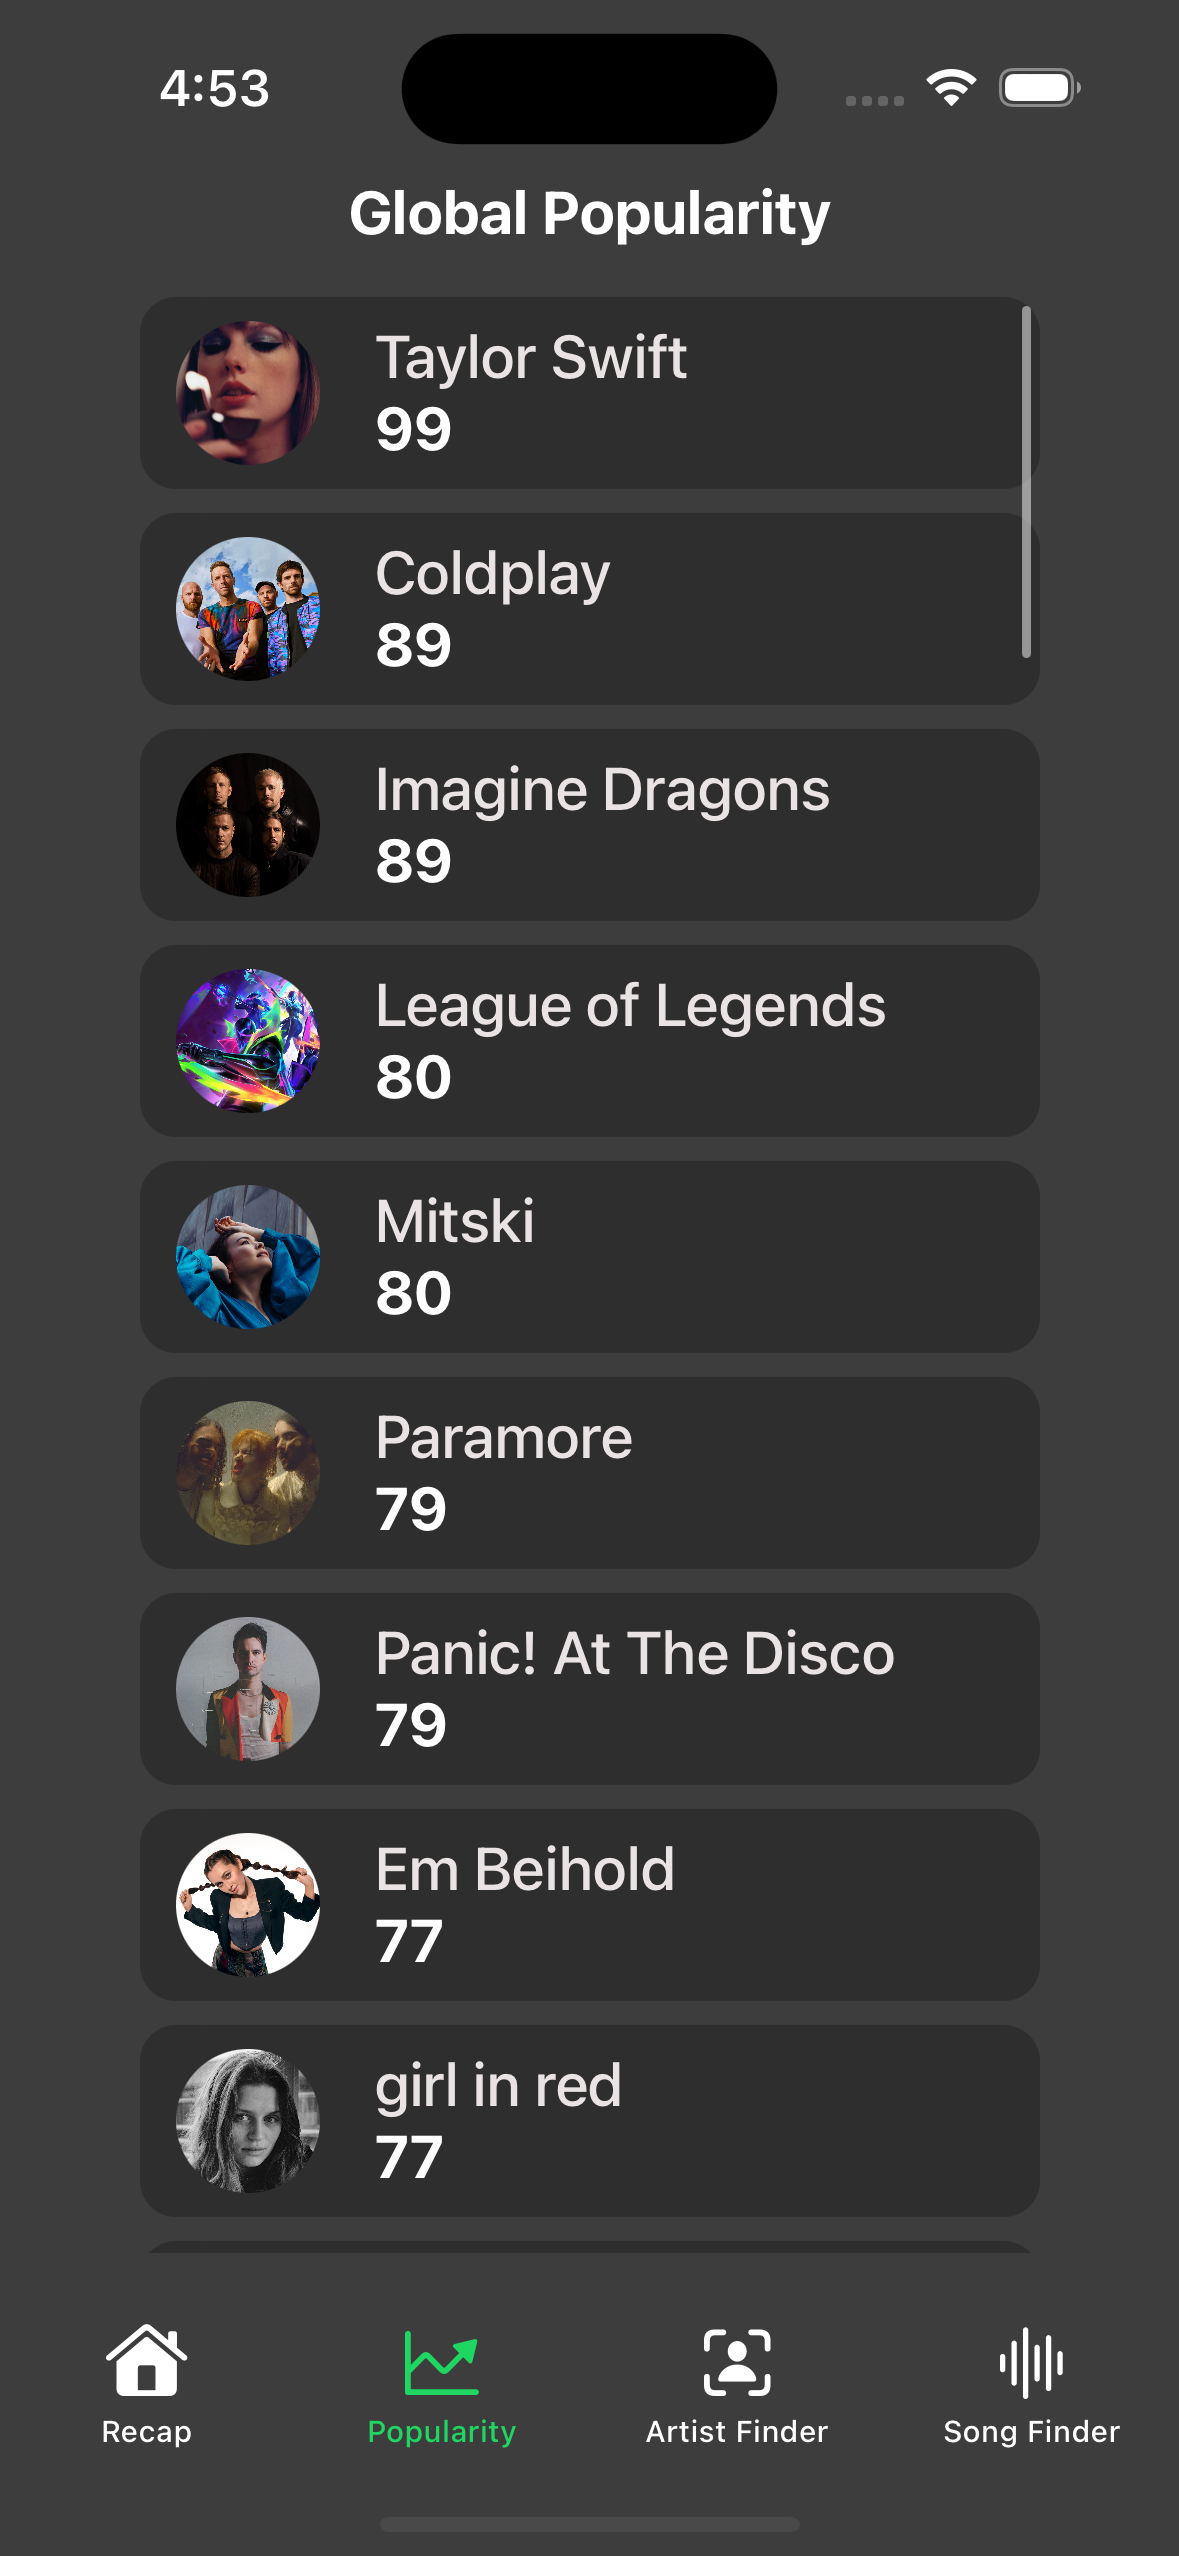 4:53
Global Popularity
Taylor Swift
99
Coldplay
89
Imagine Dragons
89
League of Legends
80
Mitski
80
Paramore
79
Panic! At The Disco
79
Em Beihold
77
girl in red
77
Recap
Popularity
Artist Finder
Song Finder